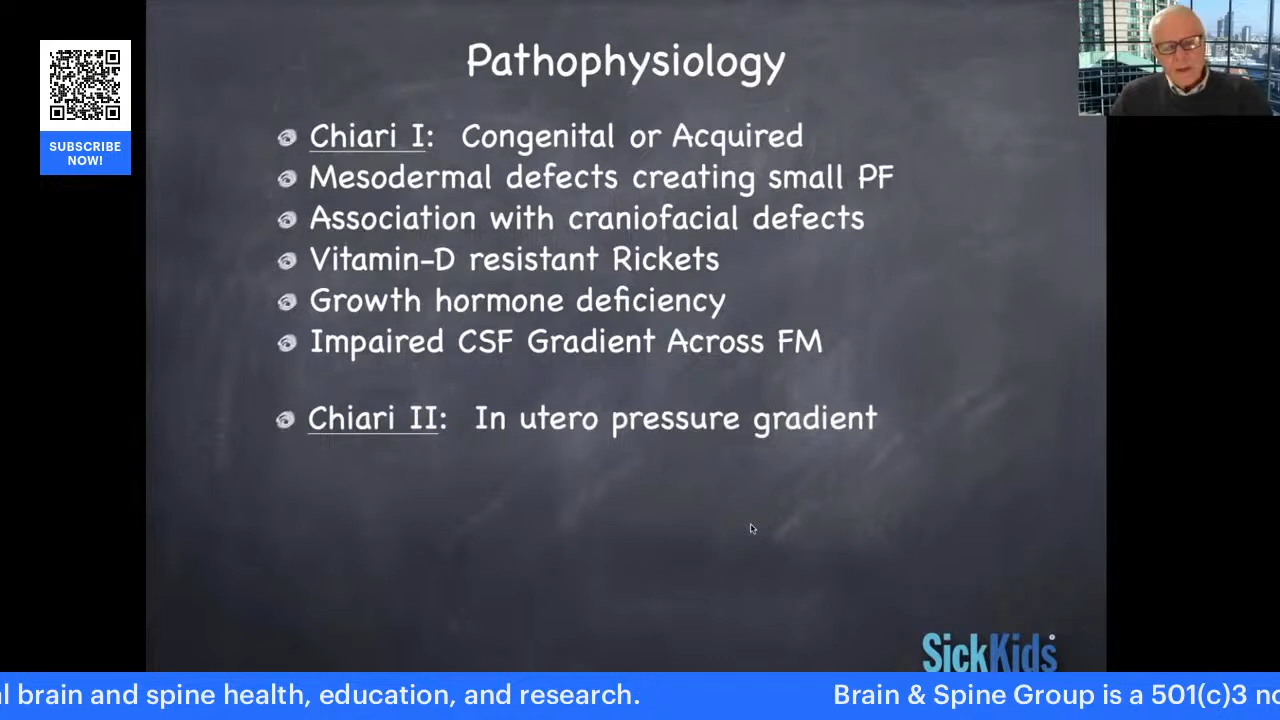 Pathophysiology
Chiari I: Congenital or Acquired
Mesodermal defects creating small PF
Association with craniofacial defects
Vitamin-D resistant Rickets
Growth hormone deficiency
Impaired CSF Gradient Across FM
Chiari II: In utero pressure gradient
SUBSCRIBE
NOW!
SickKids
brain and spine health, education, and research. Brain & Spine Group is a 501(c)3